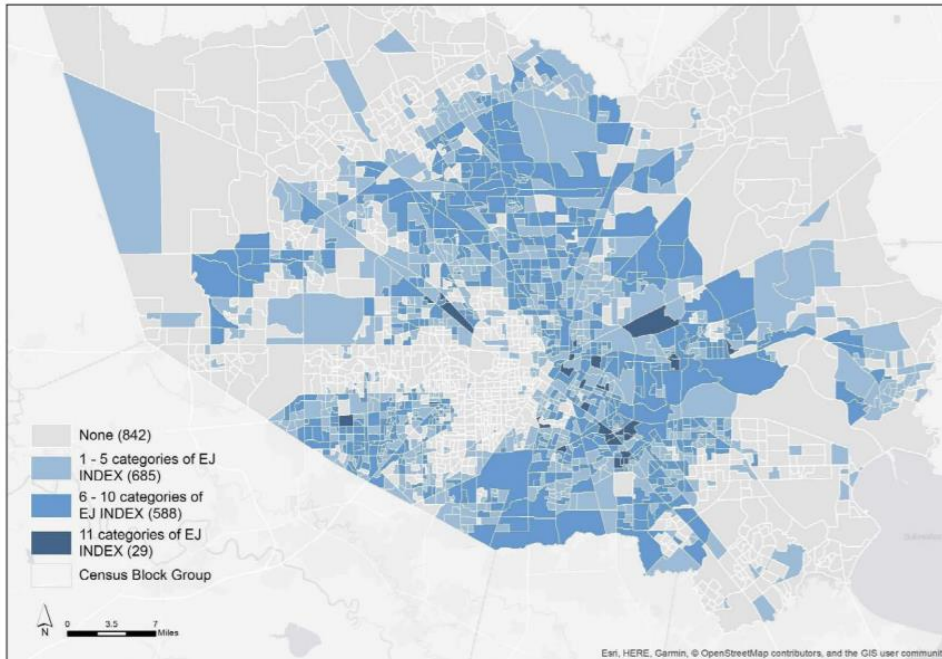 None (842)
1 - 5 categories of EJ
INDEX (685)
6 - 10 categories of
EJ INDEX (588)
11 categories of EJ
INDEX (29)
Census Block Group
N
0 3.5 7
Miles
Esri, HERE, Garmin, © OpenStreetMap contributors, and the GIS user communit